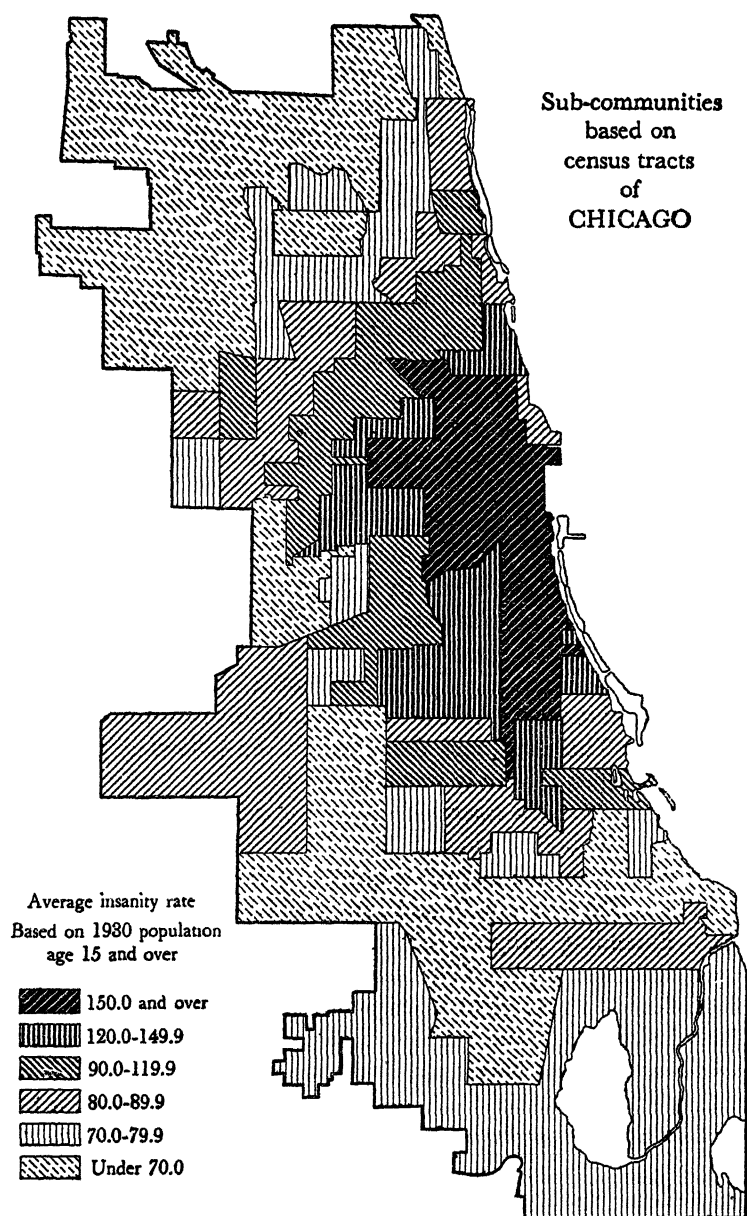 Sub-communities
based on
census tracts
of
CHICAGO
Average insanity rate
Based on 1930 population
age 15 and over
150.0 and over
120.0-149.9
90.0-119.9
80.0-89.9
70.0-79.9
Under 70.0